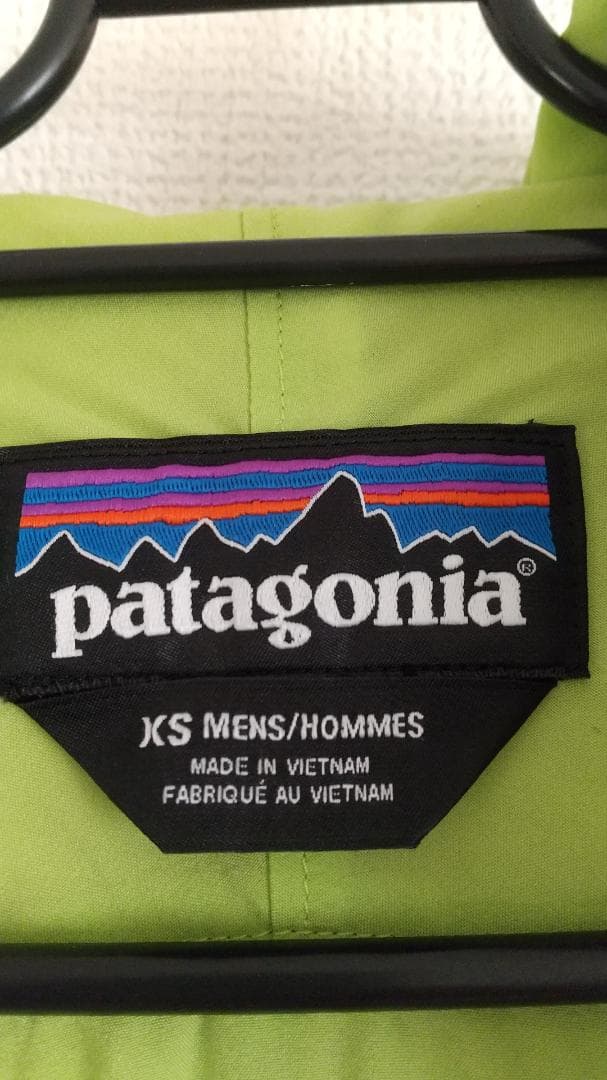 patagonia®
XS MENS/HOMMES
MADE IN VIETNAM
FABRIQUÉ AU VIETNAM